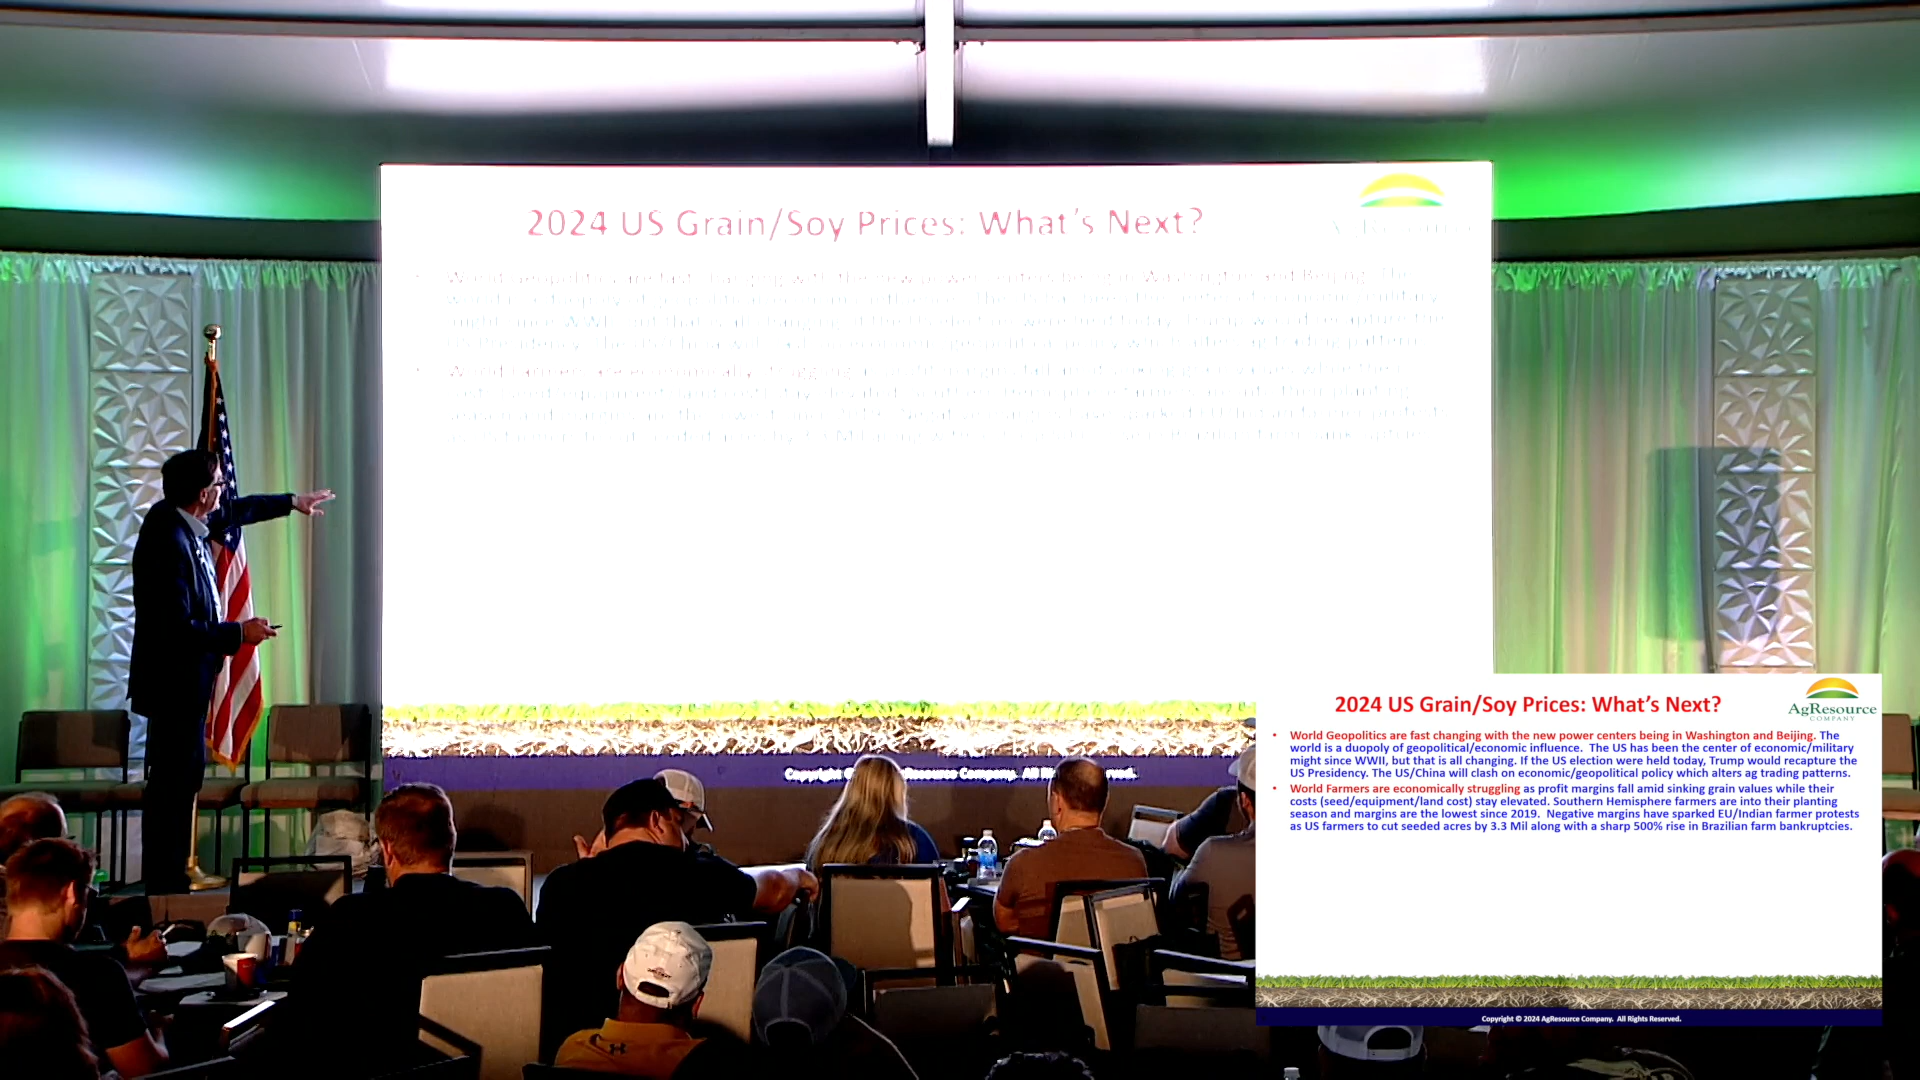 2024 US Grain/Soy Prices: What's Next?
2024 US Grain/Soy Prices: What's Next?
AgResource
COMPANY
• World Geopolitics are fast changing with the new power centers being in Washington and Beijing. The
world is a duopoly of geopolitical/economic influence. The US has been the center of economic/military
might since WWII, but that is all changing. If the US election were held today, Trump would recapture the
US Presidency. The US/China will clash on economic/geopolitical policy which alters ag trading patterns.
• World Farmers are economically struggling as profit margins fall amid sinking grain values while their
costs (seed/equipment/land cost) stay elevated. Southern Hemisphere farmers are into their planting
season and margins are the lowest since 2019. Negative margins have sparked EU/Indian farmer protests
as US farmers to cut seeded acres by 3.3 Mil along with a sharp 500% rise in Brazilian farm bankruptcies.
Copyright © 2024 AgResource Company. All Rights Reserved.